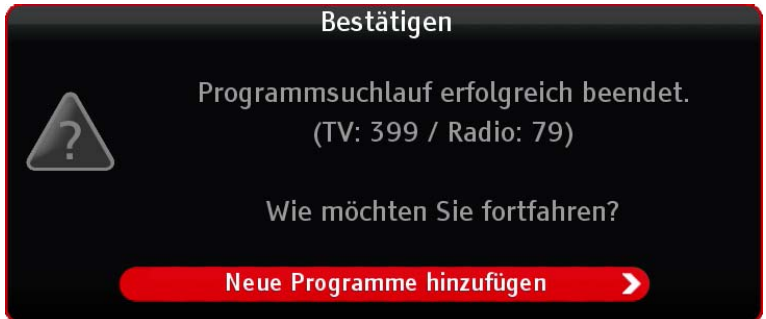 Bestätigen
Programmsuchlauf erfolgreich beendet.
(TV: 399 / Radio: 79)
?
Wie möchten Sie fortfahren?
Neue Programme hinzufügen